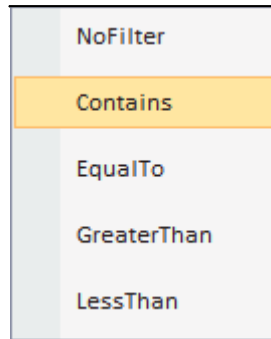 NoFilter
Contains
EqualTo
GreaterThan
LessThan